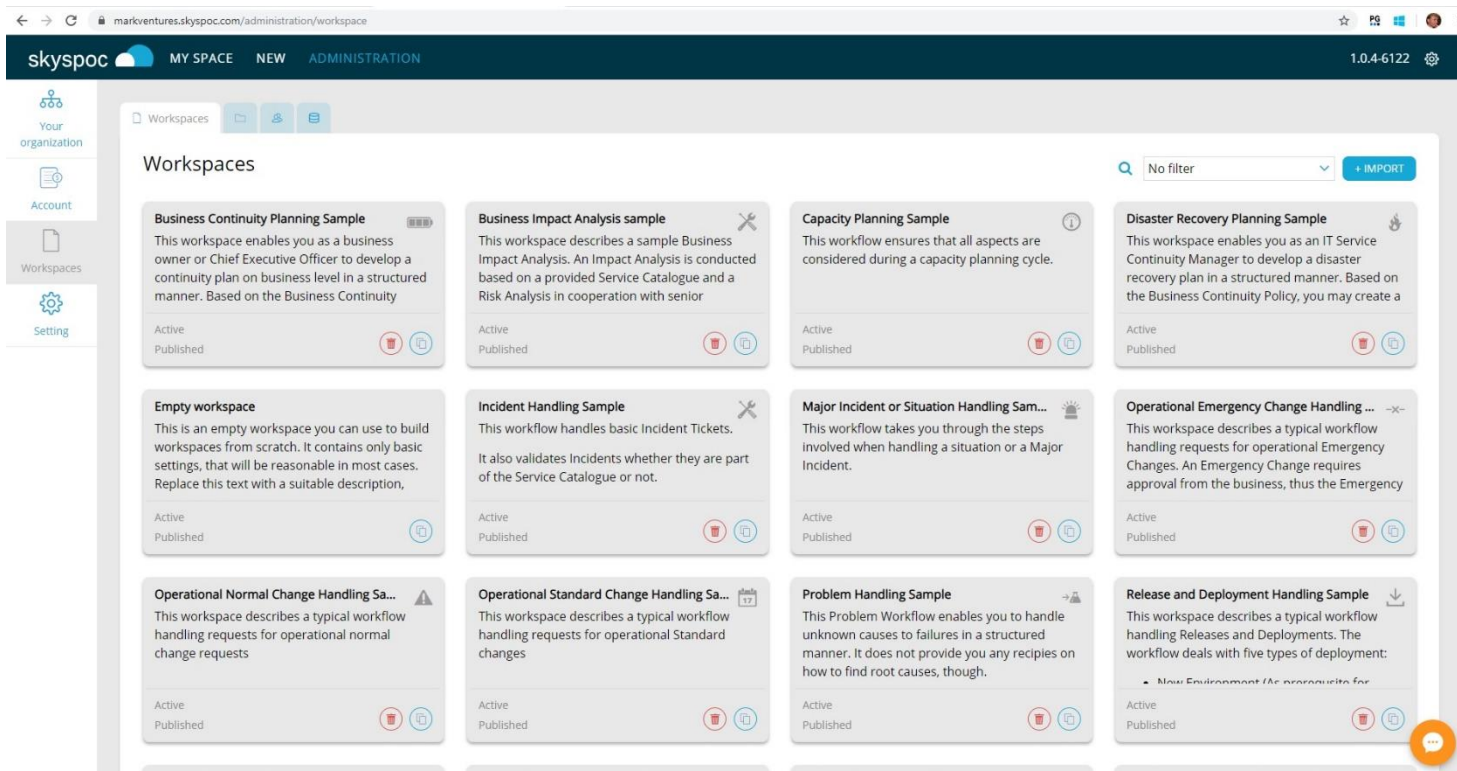 markventures.skyspoc.com/administration/workspace
PG
skyspoc
MY SPACE
NEW
ADMINISTRATION
1.0.4-6122
Your
organization
Account
Workspaces
Setting
Workspaces
Workspaces
No filter
+ IMPORT
Business Continuity Planning Sample
This workspace enables you as a business
owner or Chief Executive Officer to develop a
continuity plan on business level in a structured
manner. Based on the Business Continuity
Active
Published
Business Impact Analysis sample
This workspace describes a sample Business
Impact Analysis. An Impact Analysis is conducted
based on a provided Service Catalogue and a
Risk Analysis in cooperation with senior
Active
Published
Capacity Planning Sample
This workflow ensures that all aspects are
considered during a capacity planning cycle.
Active
Published
Disaster Recovery Planning Sample
This workspace enables you as an IT Service
Continuity Manager to develop a disaster
recovery plan in a structured manner. Based on
the Business Continuity Policy, you may create a
Active
Published
Empty workspace
This is an empty workspace you can use to build
workspaces from scratch. It contains only basic
settings, that will be reasonable in most cases.
Replace this text with a suitable description,
Active
Published
Incident Handling Sample
This workflow handles basic Incident Tickets.
It also validates Incidents whether they are part
of the Service Catalogue or not.
Active
Published
Major Incident or Situation Handling Sam...
This workflow takes you through the steps
involved when handling a situation or a Major
Incident.
Active
Published
Operational Emergency Change Handling ...
This workspace describes a typical workflow
handling requests for operational Emergency
Changes. An Emergency Change requires
approval from the business, thus the Emergency
Active
Published
Operational Normal Change Handling Sa...
This workspace describes a typical workflow
handling requests for operational normal
change requests
Active
Published
Operational Standard Change Handling Sa...
17
This workspace describes a typical workflow
handling requests for operational Standard
changes
Active
Published
Problem Handling Sample
This Problem Workflow enables you to handle
unknown causes to failures in a structured
manner. It does not provide you any recipies on
how to find root causes, though.
Active
Published
Release and Deployment Handling Sample
This workspace describes a typical workflow
handling Releases and Deployments. The
workflow deals with five types of deployment:
• New Environment (As prerequsite for
Active
Published